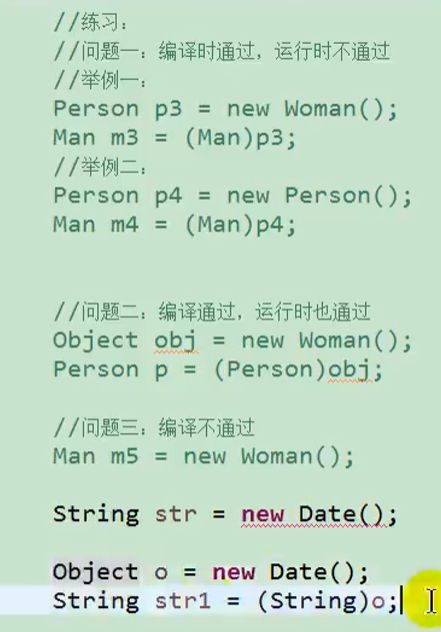 //练习：
//问题一：编译时通过，运行时不通过
//举例一：
Person p3 = new Woman();
Man m3 = (Man)p3;
//举例二：
Person p4 = new Person();
Man m4 = (Man)p4;
//问题二：编译通过，运行时也通过
Object obj = new Woman();
Person p = (Person)obj;
//问题三：编译不通过
Man m5 = new Woman();
String str = new Date();
Object o = new Date();
String str1 = (String)o;